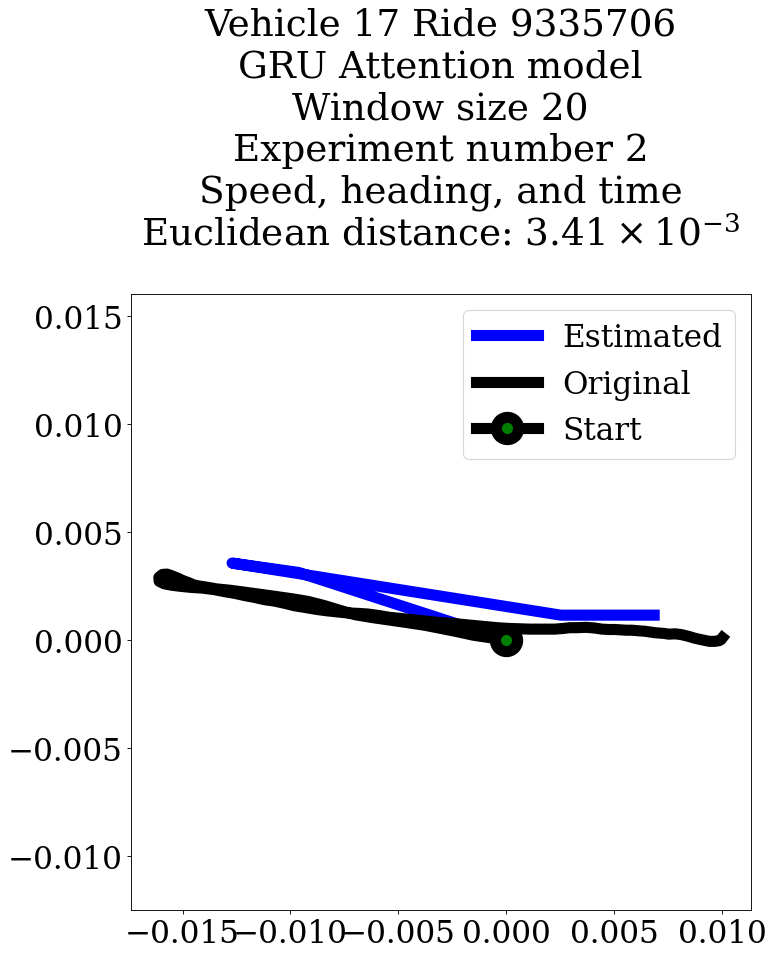 Vehicle 17 Ride 9335706
GRU Attention model
Window size 20
Experiment number 2
Speed, heading, and time
Euclidean distance: 3.41 × 10⁻³
Estimated
Original
Start
0.015
0.010
0.005
0.000
−0.005
−0.010
−0.015 −0.010 −0.005 0.000 0.005 0.010